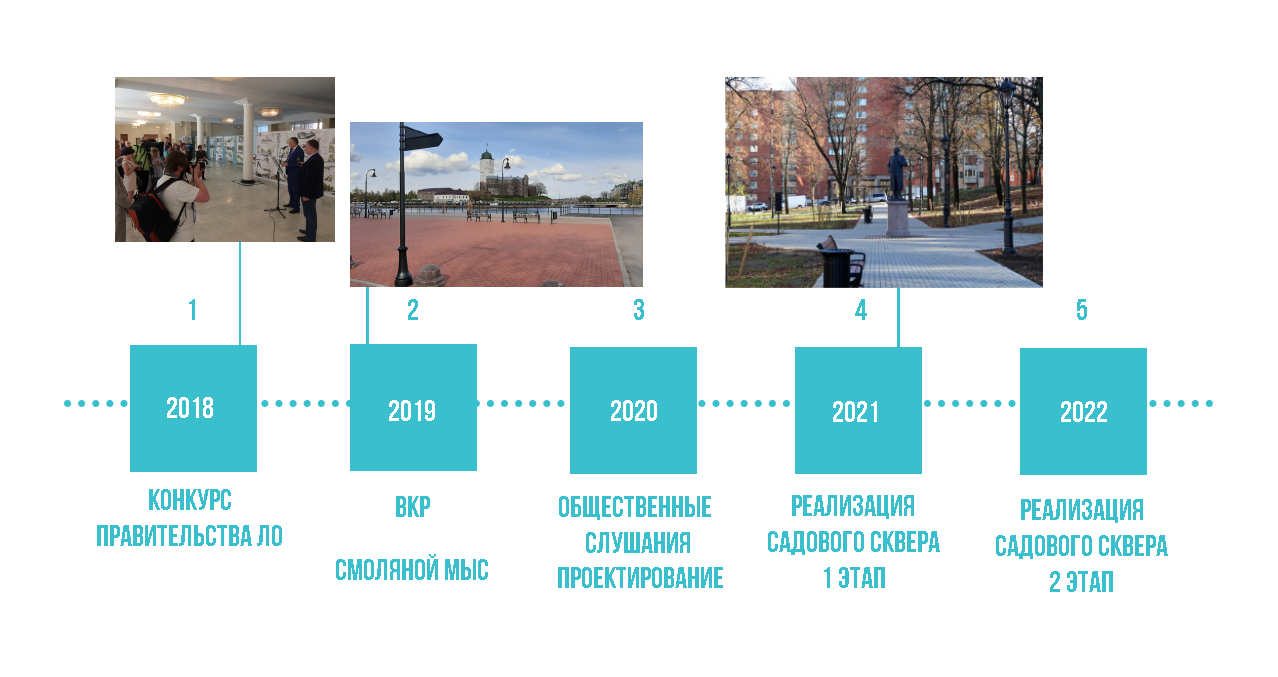 1
2
3
4
5
2018
2019
2020
2021
2022
КОНКУРС
ПРАВИТЕЛЬСТВА ЛО
ВКР
СМОЛЯНОЙ МЫС
ОБЩЕСТВЕННЫЕ
СЛУШАНИЯ
ПРОЕКТИРОВАНИЕ
РЕАЛИЗАЦИЯ
САДОВОГО СКВЕРА
1 ЭТАП
РЕАЛИЗАЦИЯ
САДОВОГО СКВЕРА
2 ЭТАП